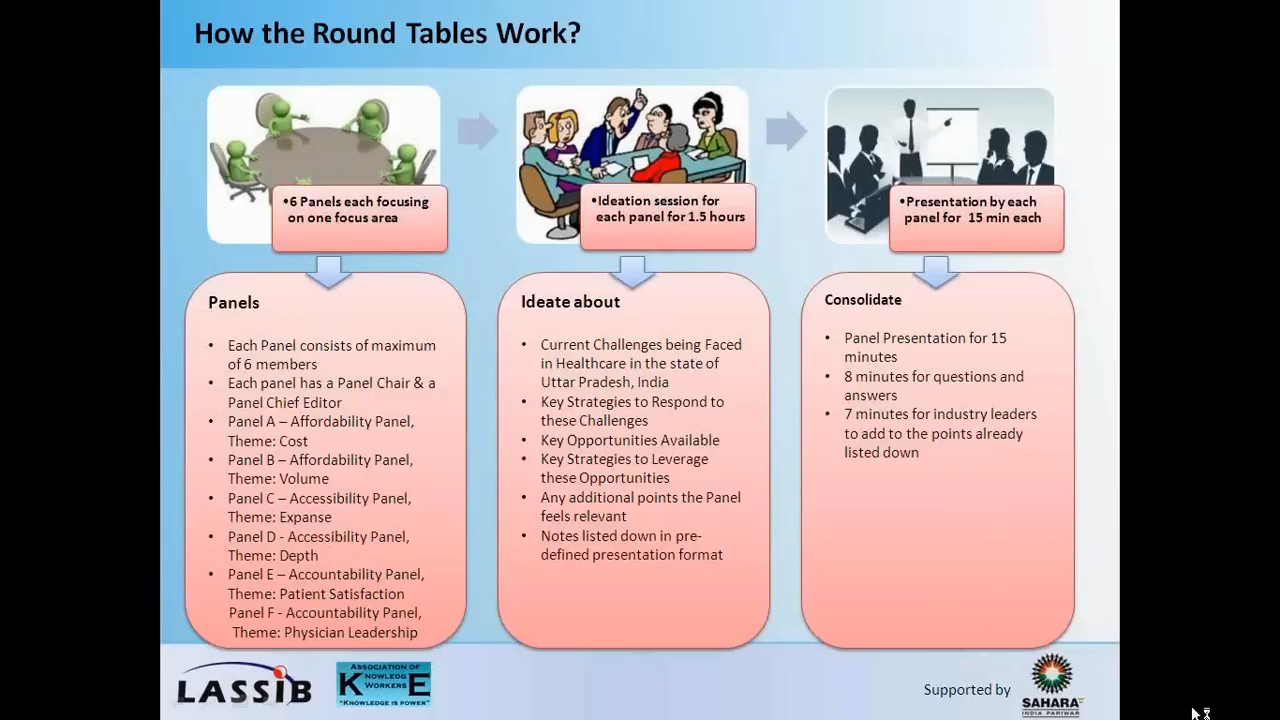 How the Round Tables Work?
•6 Panels each focusing
on one focus area
•Ideation session for
each panel for 1.5 hours
•Presentation by each
panel for 15 min each
Panels
• Each Panel consists of maximum
of 6 members
• Each panel has a Panel Chair & a
Panel Chief Editor
• Panel A – Affordability Panel,
Theme: Cost
• Panel B – Affordability Panel,
Theme: Volume
• Panel C – Accessibility Panel,
Theme: Expanse
• Panel D - Accessibility Panel,
Theme: Depth
• Panel E – Accountability Panel,
Theme: Patient Satisfaction
Panel F - Accountability Panel,
Theme: Physician Leadership
Ideate about
• Current Challenges being Faced
in Healthcare in the state of
Uttar Pradesh, India
• Key Strategies to Respond to
these Challenges
• Key Opportunities Available
• Key Strategies to Leverage
these Opportunities
• Any additional points the Panel
feels relevant
• Notes listed down in pre-
defined presentation format
Consolidate
• Panel Presentation for 15
minutes
• 8 minutes for questions and
answers
• 7 minutes for industry leaders
to add to the points already
listed down
LASSIB
ASSOCIATION OF
KNOWLEDGE
WORKERS
"KNOWLEDGE IS POWER"
Supported by
SAHARA
INDIA PARIWAR